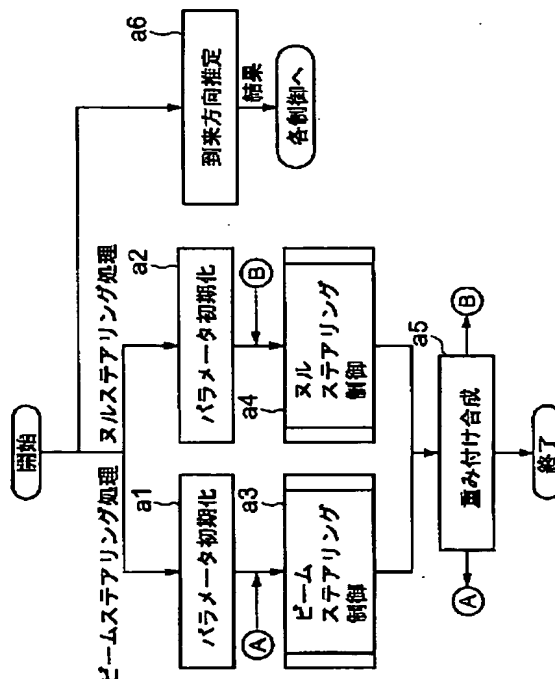 開始
ビームステアリング処理
ヌルステアリング処理
a1
パラメータ初期化
a2
パラメータ初期化
a6
到来方向推定
結果
各制御へ
A
B
a3
ビーム
ステアリング
制御
a4
ヌル
ステアリング
制御
a5
重み付け合成
A
B
終了